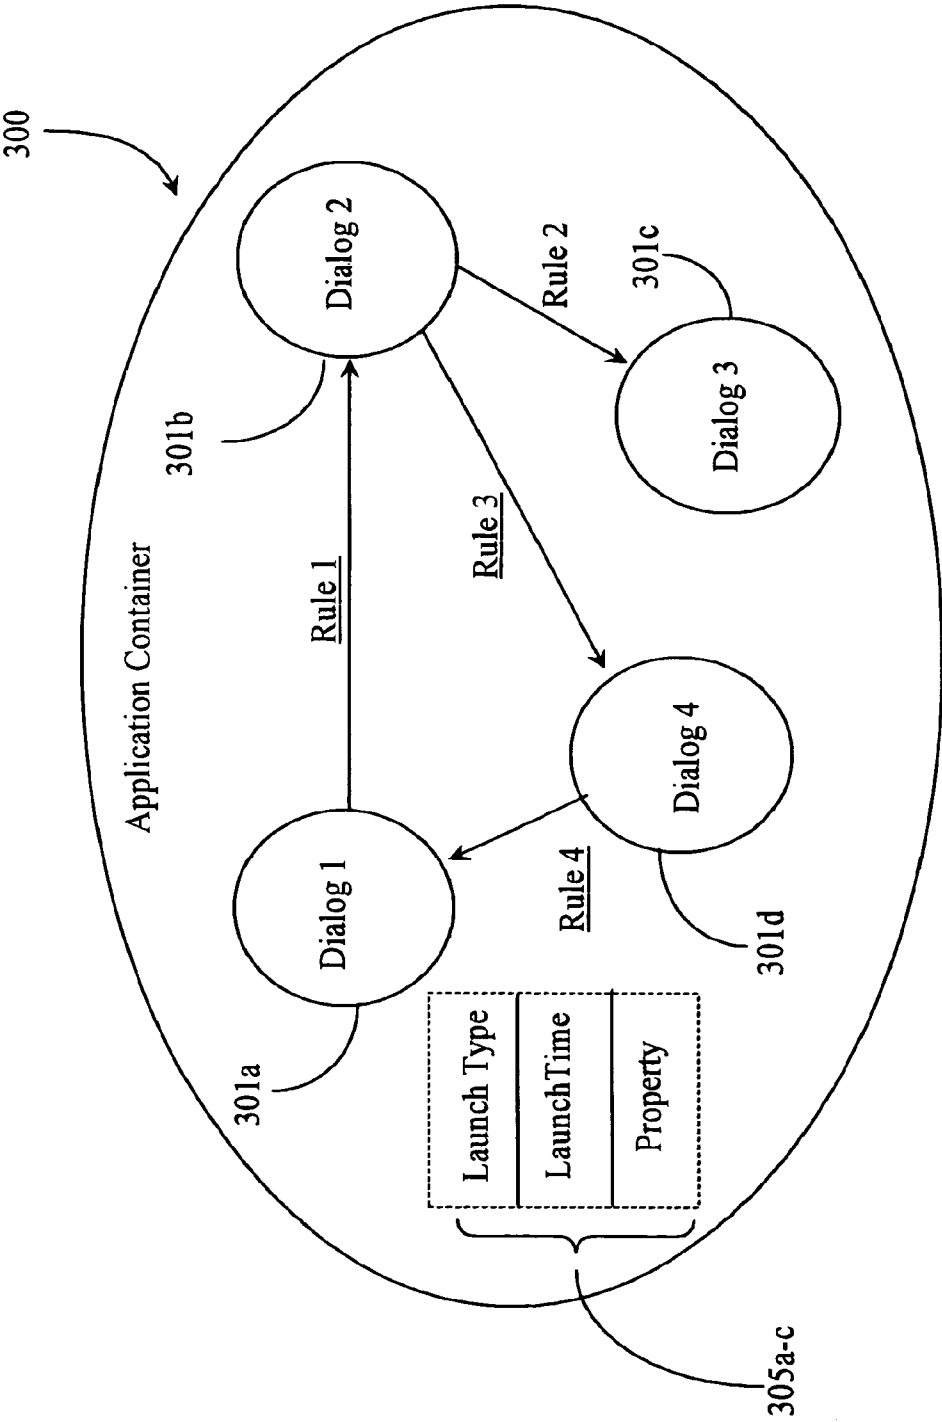 300
Application Container
301b
Dialog 2
Rule 1
Dialog 1
301a
Rule 3
Rule 2
301c
Dialog 3
Dialog 4
Rule 4
301d
Launch Type
LaunchTime
Property
305a-c